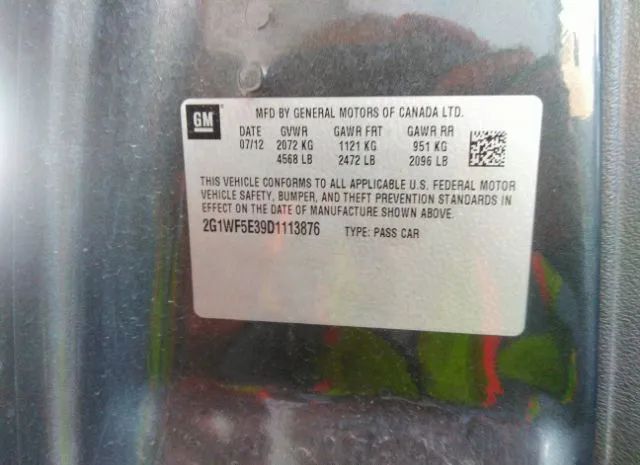 GM
MFD BY GENERAL MOTORS OF CANADA LTD.
DATE GVWR GAWR FRT GAWR RR
07/12 2072 KG 1121 KG 951 KG
4568 LB 2472 LB 2096 LB
THIS VEHICLE CONFORMS TO ALL APPLICABLE U.S. FEDERAL MOTOR
VEHICLE SAFETY, BUMPER, AND THEFT PREVENTION STANDARDS IN
EFFECT ON THE DATE OF MANUFACTURE SHOWN ABOVE.
2G1WF5E39D1113876 TYPE: PASS CAR